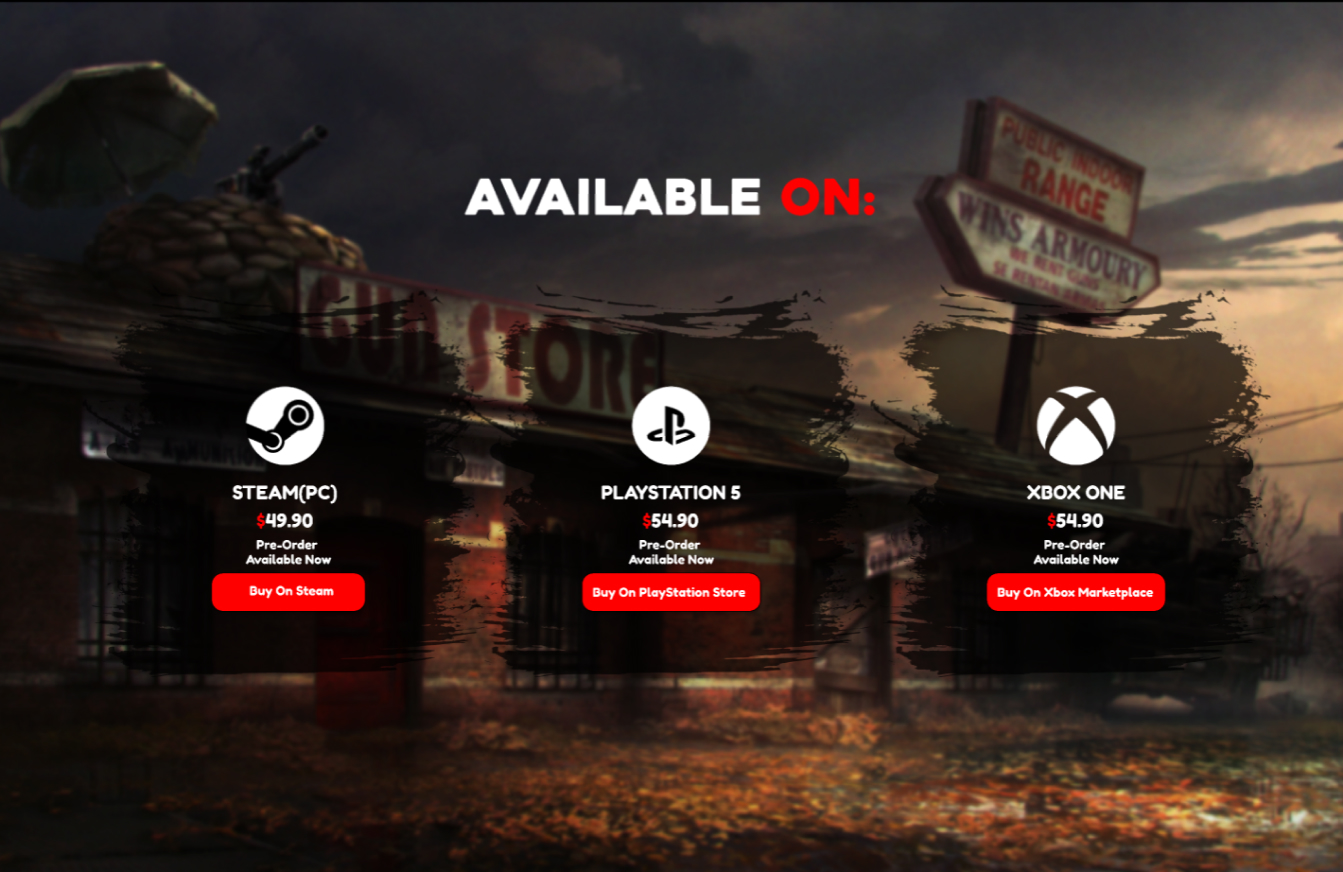 AVAILABLE ON:
PUBLIC INDOOR
RANGE
WINS ARMOURY
WE RENT GUNS
GUN STORE
STEAM(PC)
$49.90
Pre-Order
Available Now
Buy On Steam
PLAYSTATION 5
$54.90
Pre-Order
Available Now
Buy On PlayStation Store
XBOX ONE
$54.90
Pre-Order
Available Now
Buy On Xbox Marketplace